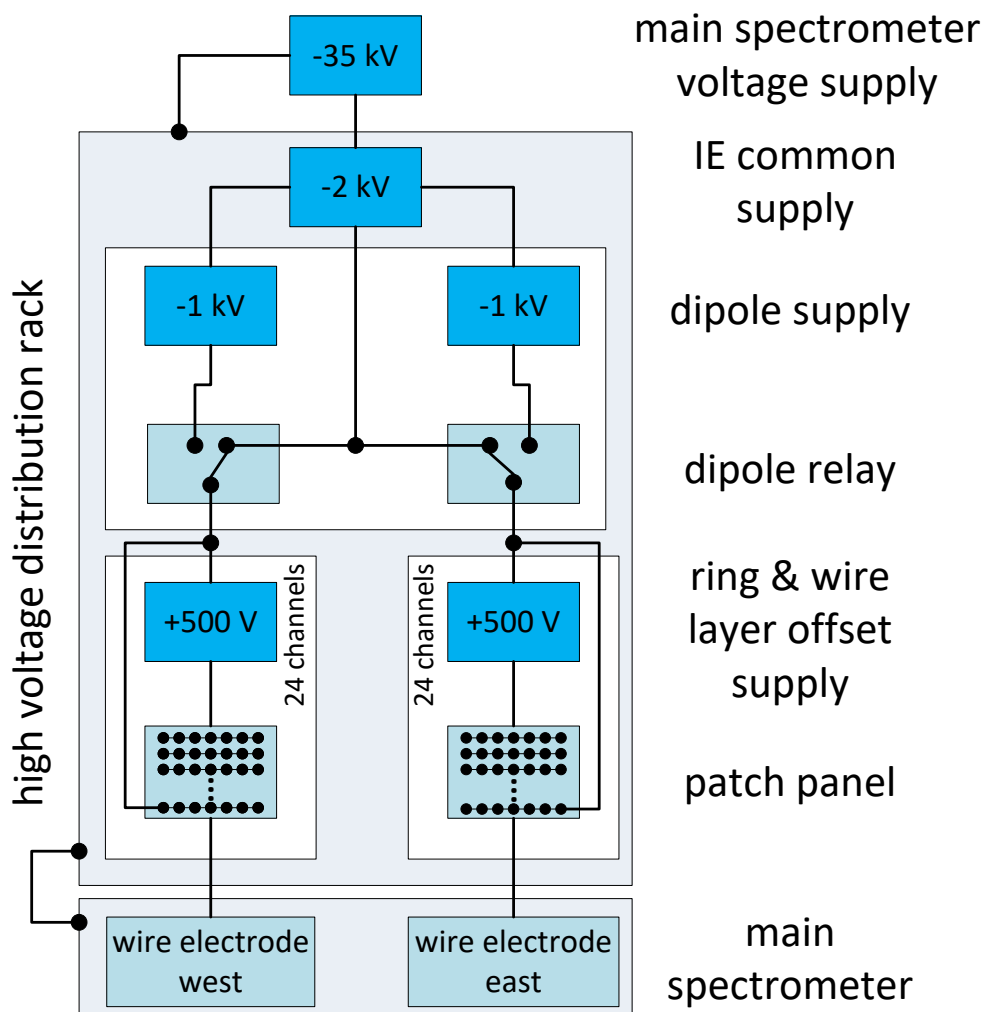 -35 kV
main spectrometer
voltage supply
-2 kV
IE common
supply
-1 kV
-1 kV
dipole supply
high voltage distribution rack
dipole relay
+500 V
24 channels
+500 V
24 channels
ring & wire
layer offset
supply
patch panel
wire electrode
west
wire electrode
east
main
spectrometer